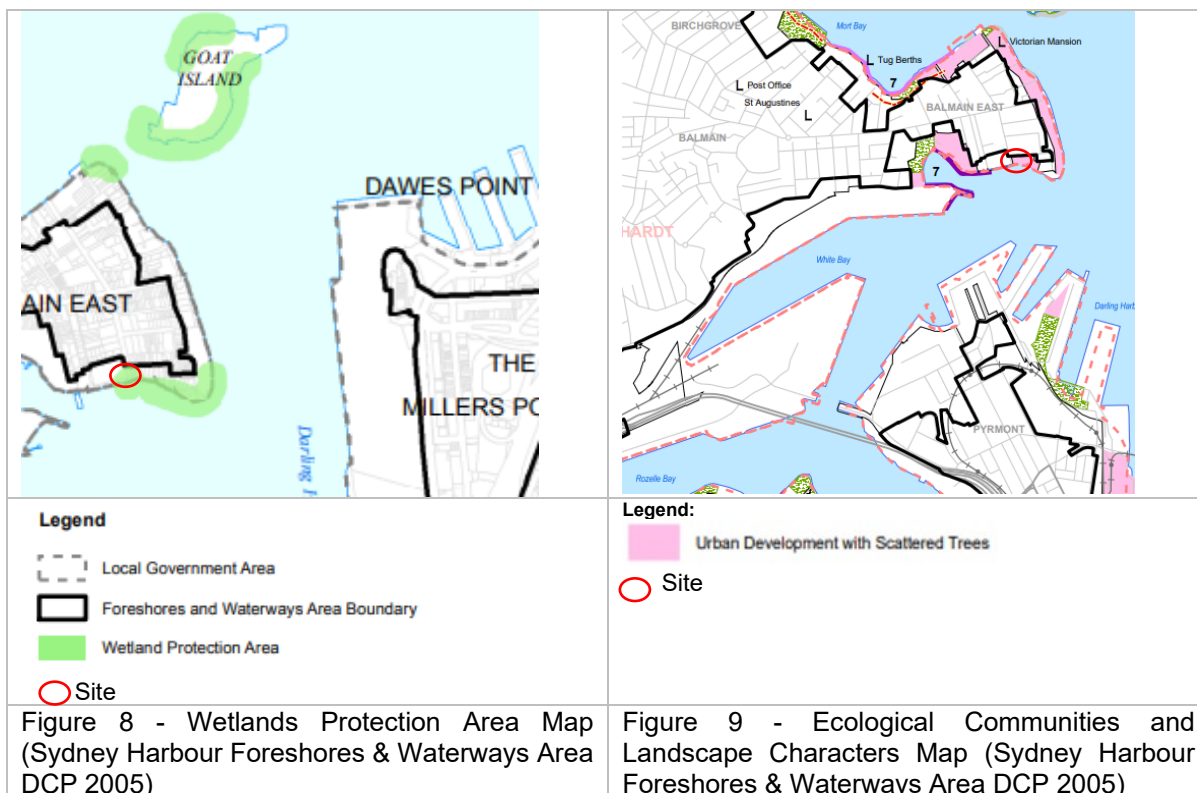 GOAT
ISLAND
DAWES POINT
AIN EAST
THE
MILLERS PO
Darling H
Legend
Local Government Area
Foreshores and Waterways Area Boundary
Wetland Protection Area
Site
Figure 8 - Wetlands Protection Area Map
(Sydney Harbour Foreshores & Waterways Area
DCP 2005)
BIRCHGROVE
Mort Bay
L Victorian Mansion
L Tug Berths
7
L Post Office
St Augustines
L
BALMAIN EAST
BALMAIN
7
HARDT
White Bay
Darling Harb
PYRMONT
Rozelle Bay
Legend:
Urban Development with Scattered Trees
Site
Figure 9 - Ecological Communities and
Landscape Characters Map (Sydney Harbour
Foreshores & Waterways Area DCP 2005)